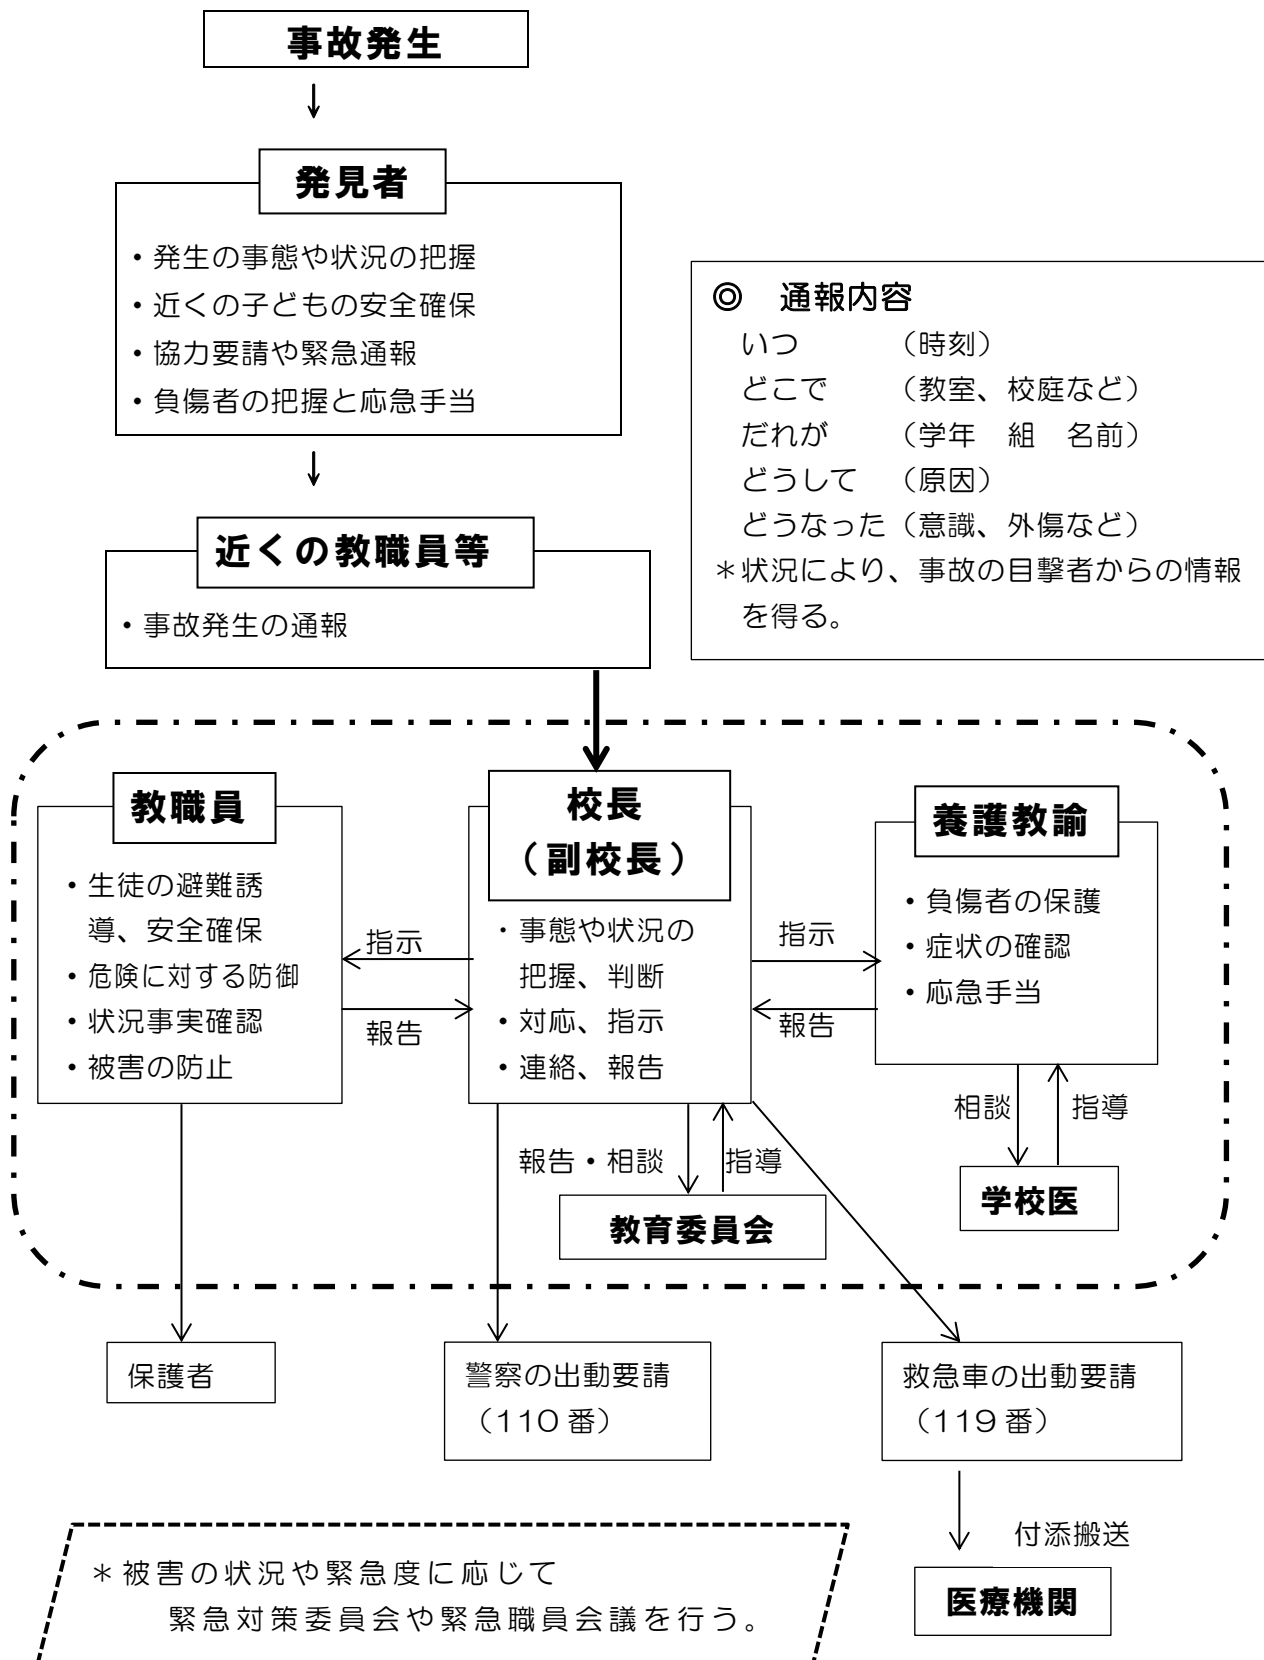 事故発生
発見者
・発生の事態や状況の把握
・近くの子どもの安全確保
・協力要請や緊急通報
・負傷者の把握と応急手当
◎ 通報内容
いつ （時刻）
どこで （教室、校庭など）
だれが （学年 組 名前）
どうして （原因）
どうなった（意識、外傷など）
＊状況により、事故の目撃者からの情報
を得る。
近くの教職員等
・事故発生の通報
教職員
・生徒の避難誘
導、安全確保
・危険に対する防御
・状況事実確認
・被害の防止
指示
報告
校長
（副校長）
・事態や状況の
把握、判断
・対応、指示
・連絡、報告
指示
報告
養護教諭
・負傷者の保護
・症状の確認
・応急手当
相談
指導
学校医
報告・相談
指導
教育委員会
保護者
警察の出動要請
（110番）
救急車の出動要請
（119番）
付添搬送
医療機関
＊被害の状況や緊急度に応じて
緊急対策委員会や緊急職員会議を行う。